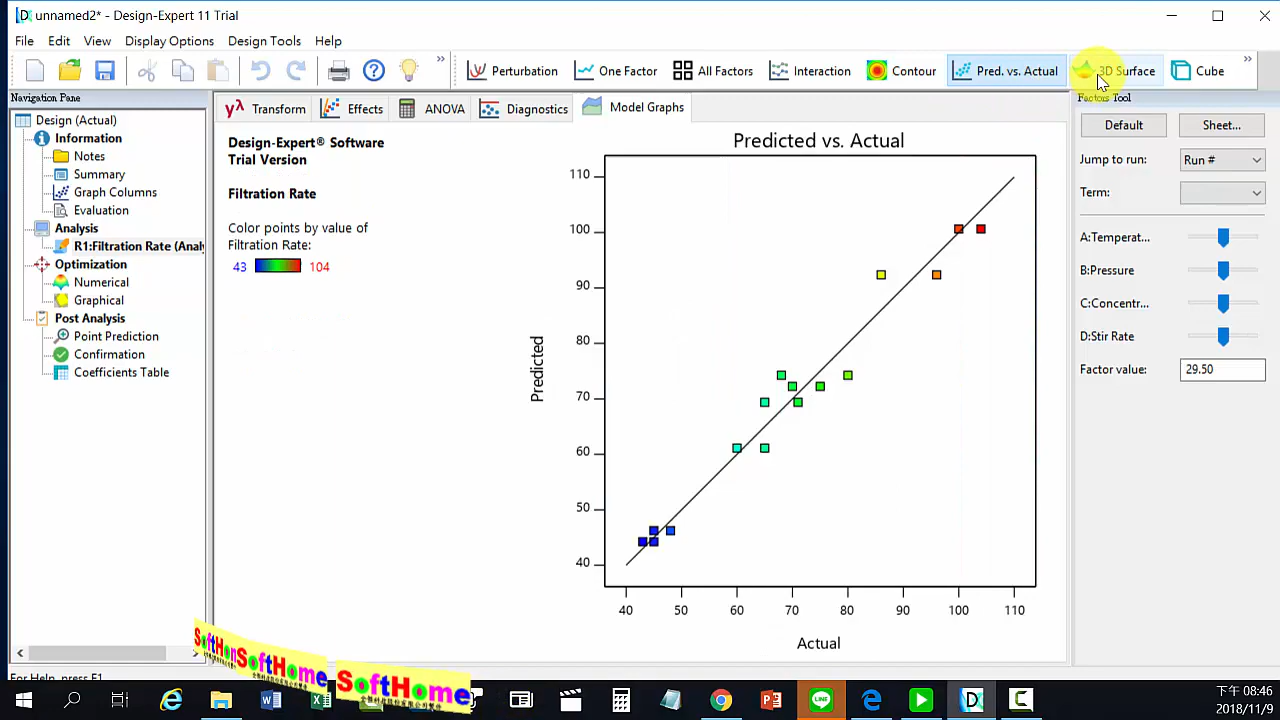 unnamed2* - Design-Expert 11 Trial
File Edit View Display Options Design Tools Help
Perturbation One Factor All Factors Interaction Contour Pred. vs. Actual 3D Surface Cube
Navigation Pane
Design (Actual)
Information
Notes
Summary
Graph Columns
Evaluation
Analysis
R1:Filtration Rate (Anal
Optimization
Numerical
Graphical
Post Analysis
Point Prediction
Confirmation
Coefficients Table
Transform Effects ANOVA Diagnostics Model Graphs
Design-Expert® Software
Trial Version
Filtration Rate
Color points by value of
Filtration Rate:
43 104
Predicted vs. Actual
110
100
90
80
70
60
50
40
Predicted
40 50 60 70 80 90 100 110
Actual
Factors Tool
Default Sheet...
Jump to run: Run #
Term:
A:Temperat...
B:Pressure
C:Concentr...
D:Stir Rate
Factor value: 29.50
For Help, press F1
SoftHom SoftHome SoftHome
下午 08:46
2018/11/9